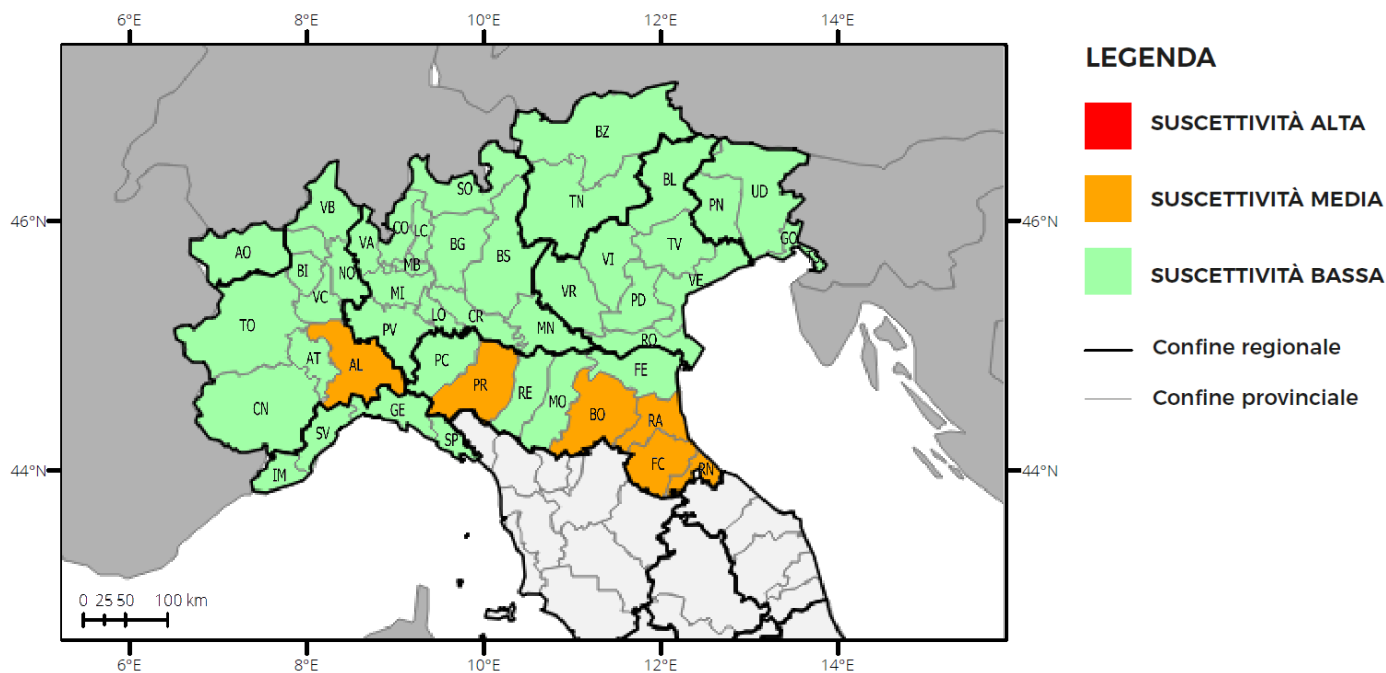 6°E 8°E 10°E 12°E 14°E
LEGENDA
SUSCETTIVITÀ ALTA
SUSCETTIVITÀ MEDIA
SUSCETTIVITÀ BASSA
Confine regionale
Confine provinciale
BZ
SO BL UD
VB TN PN
46°N 46°N
CO LC
VA BG TV GO
AO BS VI
BI NO MB VE
VC MI VR PD
TO LO CR
PV MN RO
AT AL PC FE
PR RE MO
CN GE BO RA
SV SP
44°N FC RN 44°N
IM
0 25 50 100 km
6°E 8°E 10°E 12°E 14°E